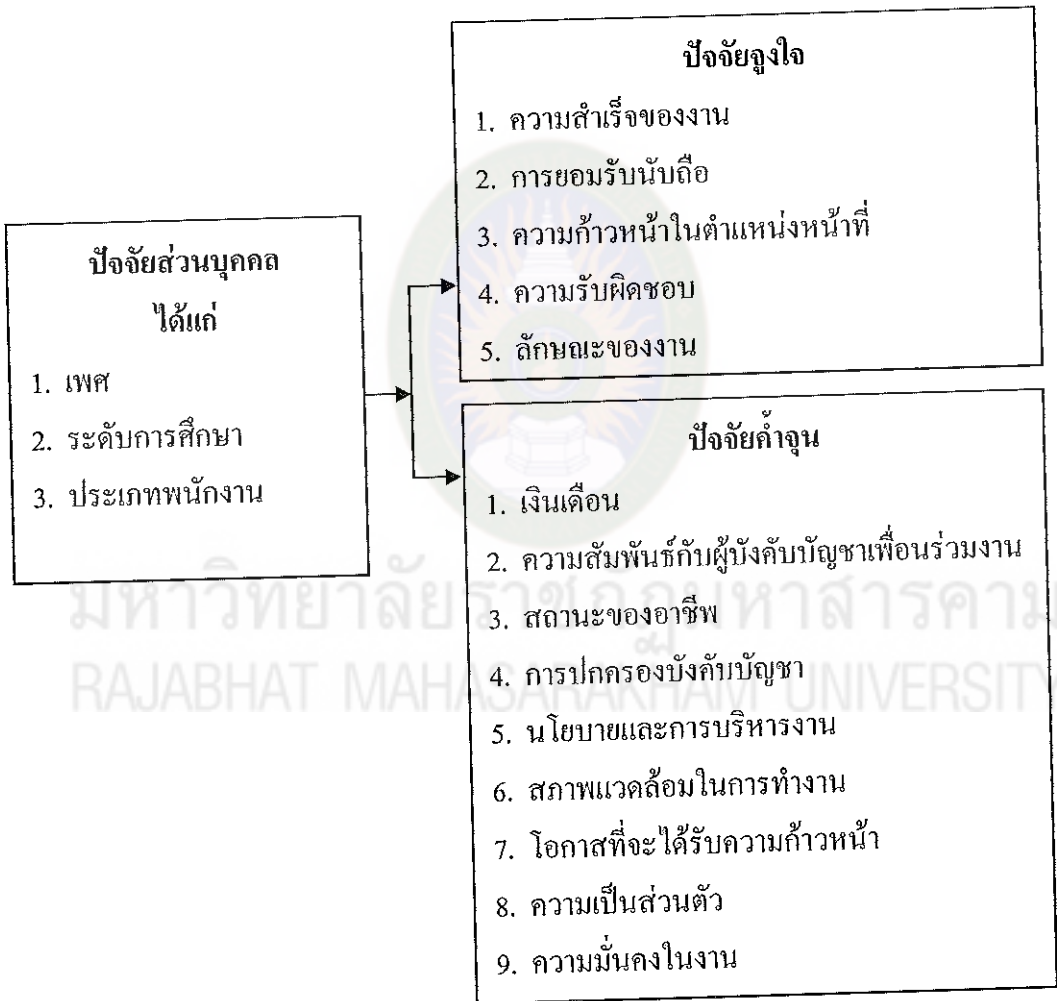 ปัจจัยส่วนบุคคล
ได้แก่
1. เพศ
2. ระดับการศึกษา
3. ประเภทพนักงาน
ปัจจัยจูงใจ
1. ความสำเร็จของงาน
2. การยอมรับนับถือ
3. ความก้าวหน้าในตำแหน่งหน้าที่
4. ความรับผิดชอบ
5. ลักษณะของงาน
ปัจจัยค้ำจุน
1. เงินเดือน
2. ความสัมพันธ์กับผู้บังคับบัญชาเพื่อนร่วมงาน
3. สถานะของอาชีพ
4. การปกครองบังคับบัญชา
5. นโยบายและการบริหารงาน
6. สภาพแวดล้อมในการทำงาน
7. โอกาสที่จะได้รับความก้าวหน้า
8. ความเป็นส่วนตัว
9. ความมั่นคงในงาน
มหาวิทยาลัยราชภัฏมหาสารคาม
RAJABHAT MAHASARAKHAM UNIVERSITY